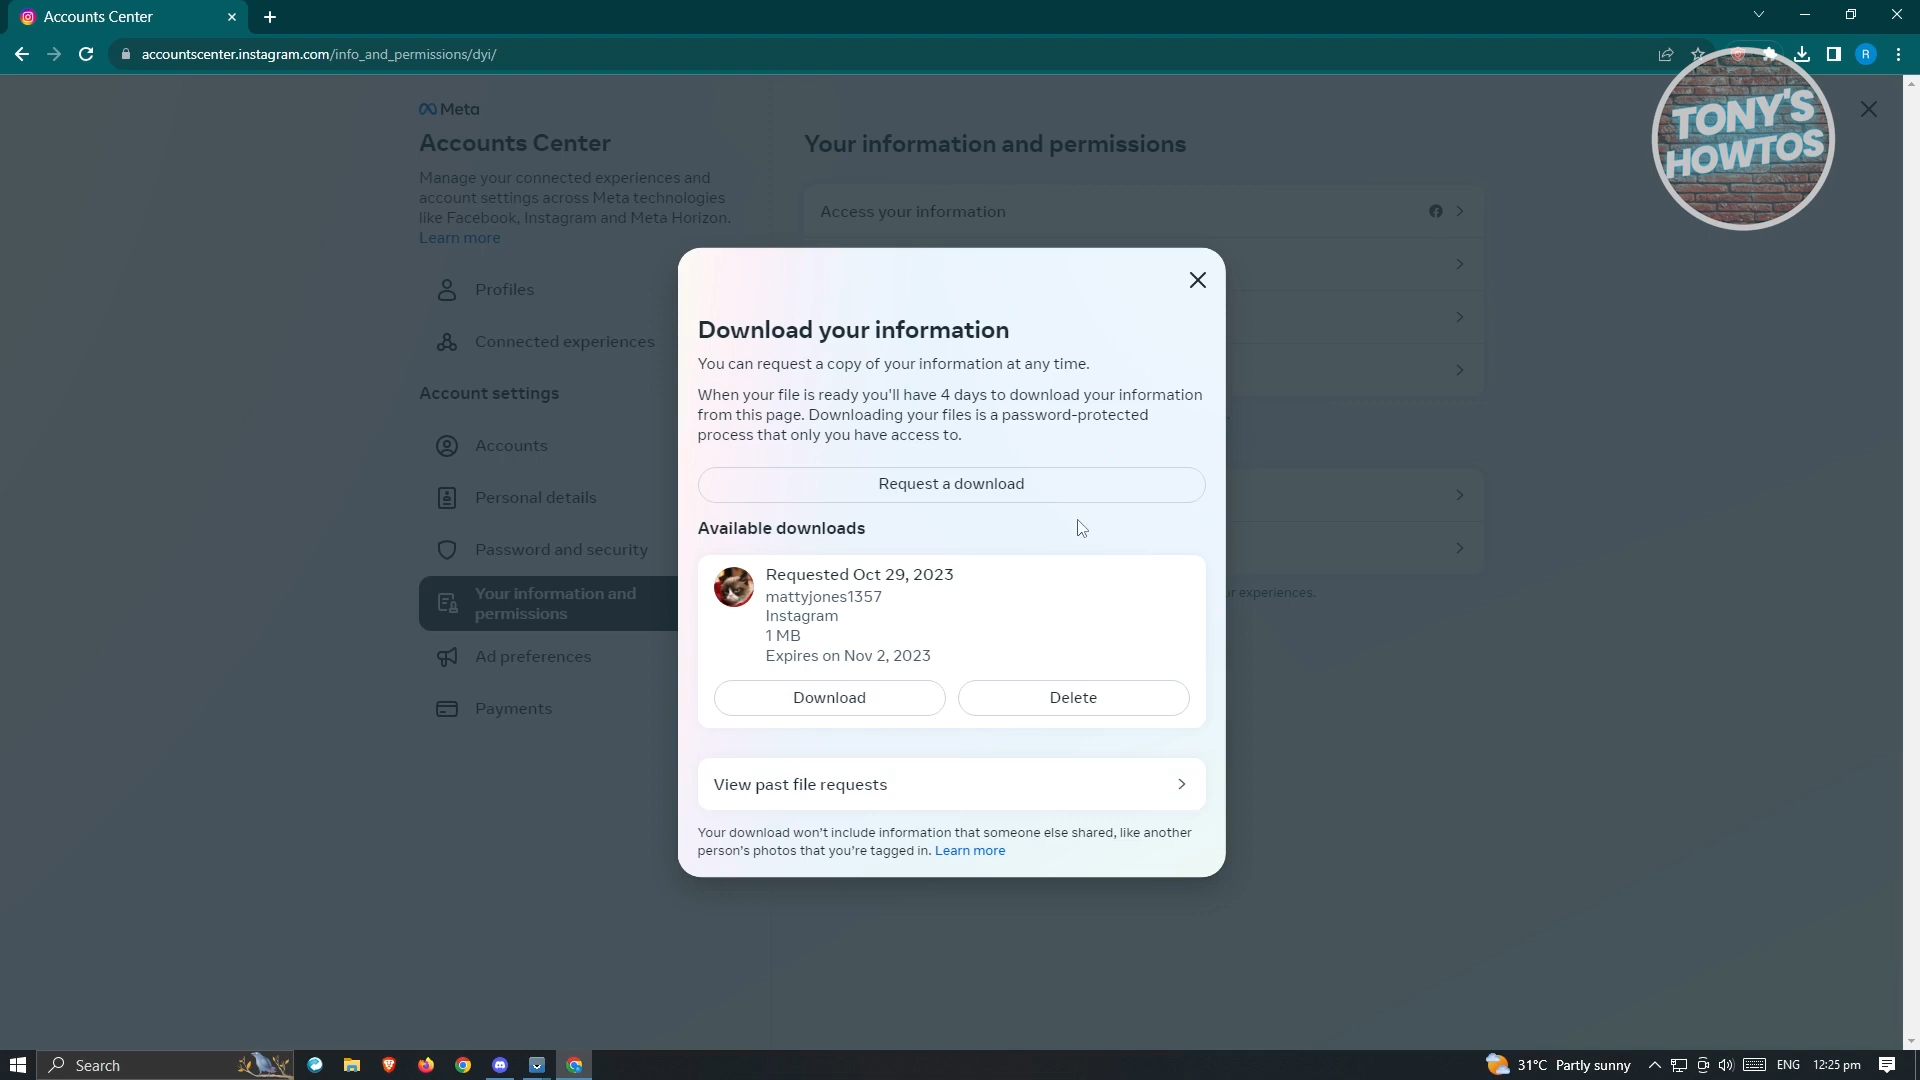 Accounts Center
accountscenter.instagram.com/info_and_permissions/dyi/
R
TONY'S
HOWTOS
Meta
Accounts Center
Manage your connected experiences and
account settings across Meta technologies
like Facebook, Instagram and Meta Horizon.
Learn more
Profiles
Connected experiences
Account settings
Accounts
Personal details
Password and security
Your information and
permissions
Ad preferences
Payments
Your information and permissions
Access your information
r experiences.
Download your information
You can request a copy of your information at any time.
When your file is ready you'll have 4 days to download your information
from this page. Downloading your files is a password-protected
process that only you have access to.
Request a download
Available downloads
Requested Oct 29, 2023
mattyjones1357
Instagram
1 MB
Expires on Nov 2, 2023
Download
Delete
View past file requests
Your download won't include information that someone else shared, like another
person's photos that you're tagged in. Learn more
Search
31°C Partly sunny
ENG
12:25 pm